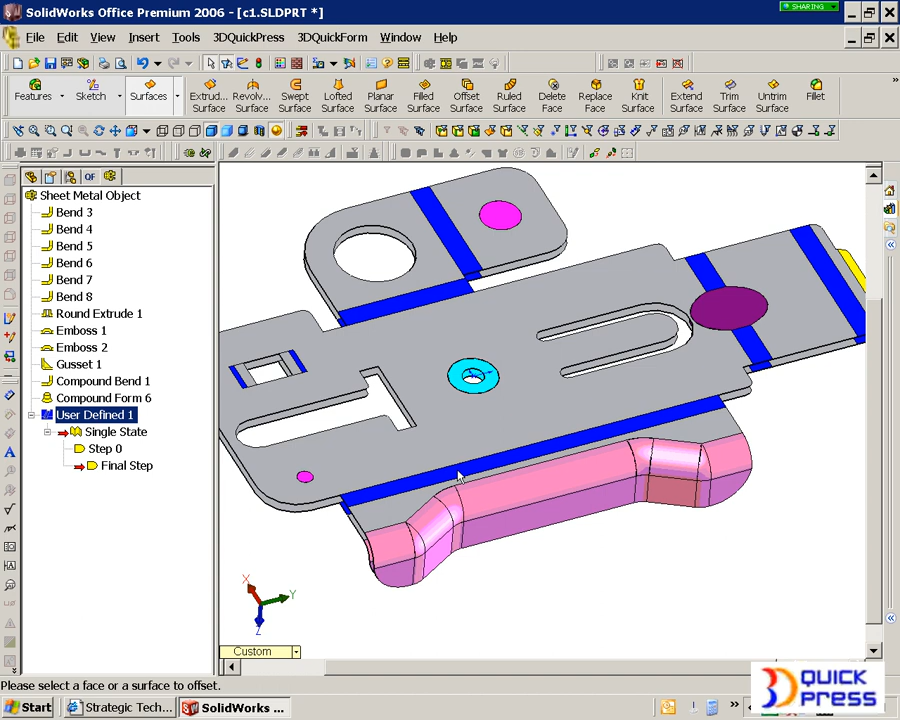 SolidWorks Office Premium 2006 - [c1.SLDPRT *]
SHARING
File Edit View Insert Tools 3DQuickPress 3DQuickForm Window Help
Features Sketch Surfaces Extrud... Surface Revolv... Surface Swept Surface Lofted Surface Planar Surface Filled Surface Offset Surface Ruled Surface Delete Face Replace Face Knit Surface Extend Surface Trim Surface Untrim Surface Fillet
OF
Sheet Metal Object
Bend 3
Bend 4
Bend 5
Bend 6
Bend 7
Bend 8
Round Extrude 1
Emboss 1
Emboss 2
Gusset 1
Compound Bend 1
Compound Form 6
User Defined 1
Single State
Step 0
Final Step
X
Y
Z
Custom
Please select a face or a surface to offset.
QUICK
PRESS
Start Strategic Tech... SolidWorks ...